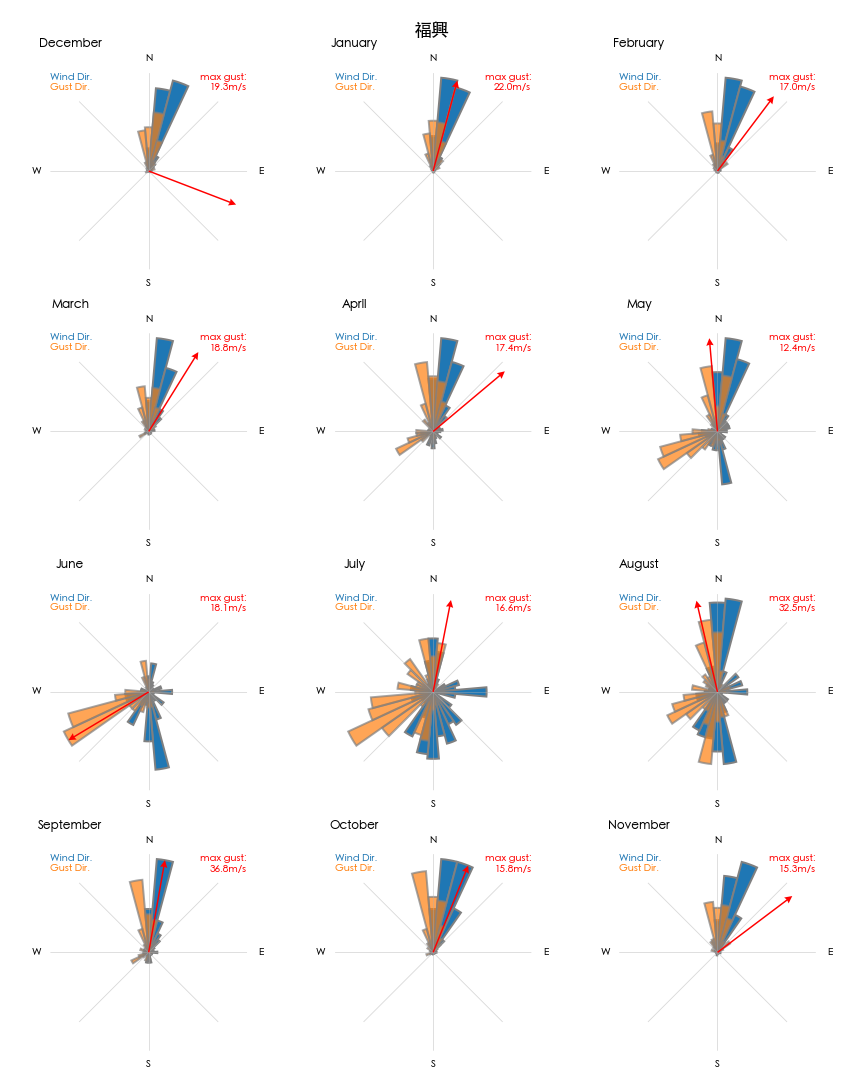 福興
December
N
Wind Dir.
Gust Dir.
max gust:
19.3m/s
W
E
S
January
N
Wind Dir.
Gust Dir.
max gust:
22.0m/s
W
E
S
February
N
Wind Dir.
Gust Dir.
max gust:
17.0m/s
W
E
S
March
N
Wind Dir.
Gust Dir.
max gust:
18.8m/s
W
E
S
April
N
Wind Dir.
Gust Dir.
max gust:
17.4m/s
W
E
S
May
N
Wind Dir.
Gust Dir.
max gust:
12.4m/s
W
E
S
June
N
Wind Dir.
Gust Dir.
max gust:
18.1m/s
W
E
S
July
N
Wind Dir.
Gust Dir.
max gust:
16.6m/s
W
E
S
August
N
Wind Dir.
Gust Dir.
max gust:
32.5m/s
W
E
S
September
N
Wind Dir.
Gust Dir.
max gust:
36.8m/s
W
E
S
October
N
Wind Dir.
Gust Dir.
max gust:
15.8m/s
W
E
S
November
N
Wind Dir.
Gust Dir.
max gust:
15.3m/s
W
E
S